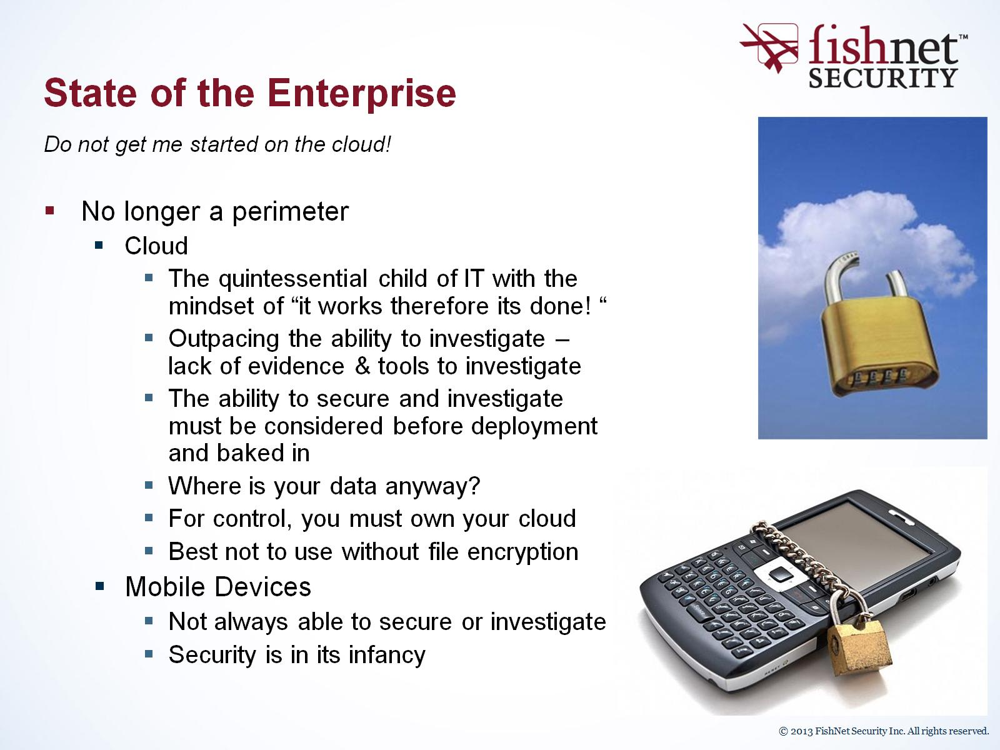 fishnet™
SECURITY
State of the Enterprise
Do not get me started on the cloud!
No longer a perimeter
Cloud
The quintessential child of IT with the
mindset of “it works therefore its done! “
Outpacing the ability to investigate –
lack of evidence & tools to investigate
The ability to secure and investigate
must be considered before deployment
and baked in
Where is your data anyway?
For control, you must own your cloud
Best not to use without file encryption
Mobile Devices
Not always able to secure or investigate
Security is in its infancy
© 2013 FishNet Security Inc. All rights reserved.